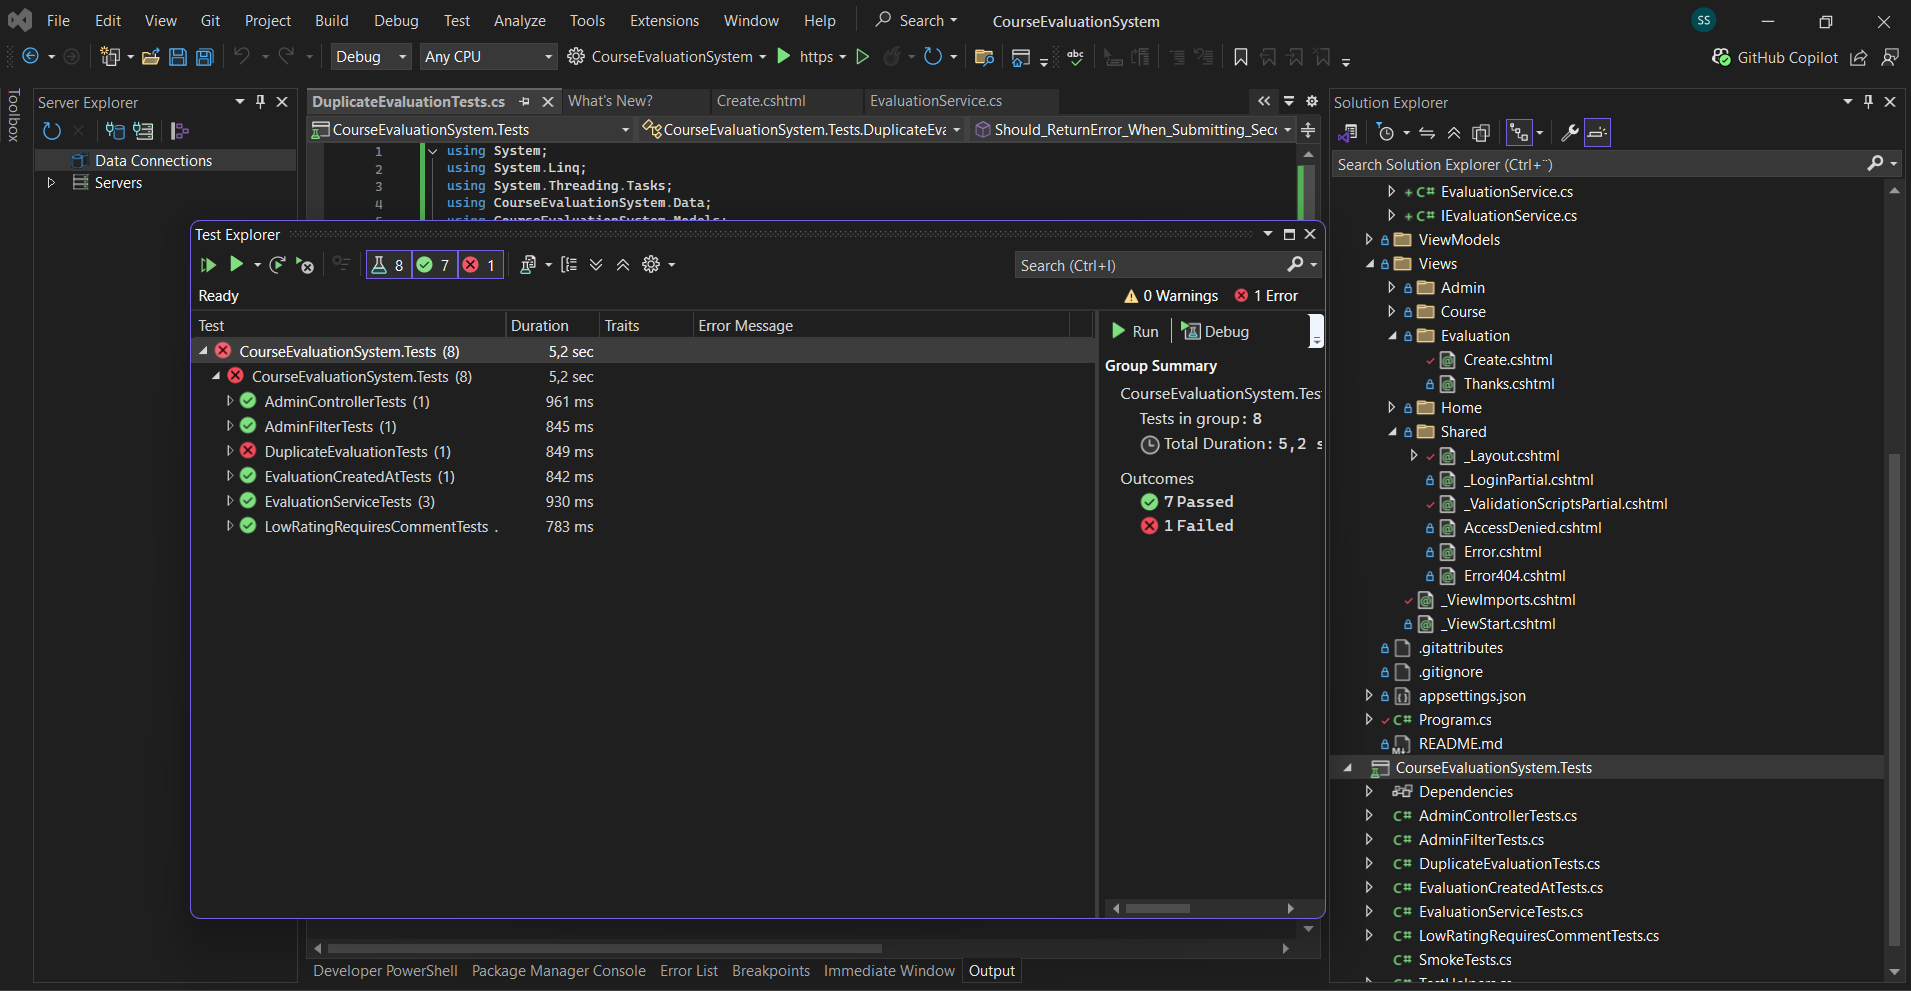 File Edit View Git Project Build Debug Test Analyze Tools Extensions Window Help Search CourseEvaluationSystem SS
Debug Any CPU CourseEvaluationSystem https abc GitHub Copilot
Toolbox
Server Explorer
Data Connections
Servers
DuplicateEvaluationTests.cs What's New? Create.cshtml EvaluationService.cs
CourseEvaluationSystem.Tests CourseEvaluationSystem.Tests.DuplicateEva Should_ReturnError_When_Submitting_Sec
1 using System;
2 using System.Linq;
3 using System.Threading.Tasks;
4 using CourseEvaluationSystem.Data;
5 using CourseEvaluationSystem.Models;
Test Explorer
8 7 1 Search (Ctrl+I)
Ready 0 Warnings 1 Error
Test Duration Traits Error Message
CourseEvaluationSystem.Tests (8) 5,2 sec
CourseEvaluationSystem.Tests (8) 5,2 sec
AdminControllerTests (1) 961 ms
AdminFilterTests (1) 845 ms
DuplicateEvaluationTests (1) 849 ms
EvaluationCreatedAtTests (1) 842 ms
EvaluationServiceTests (3) 930 ms
LowRatingRequiresCommentTests . 783 ms
Run Debug
Group Summary
CourseEvaluationSystem.Tes
Tests in group: 8
Total Duration: 5,2 s
Outcomes
7 Passed
1 Failed
Developer PowerShell Package Manager Console Error List Breakpoints Immediate Window Output
Solution Explorer
Search Solution Explorer (Ctrl+¨)
C# EvaluationService.cs
C# IEvaluationService.cs
ViewModels
Views
Admin
Course
Evaluation
Create.cshtml
Thanks.cshtml
Home
Shared
_Layout.cshtml
_LoginPartial.cshtml
_ValidationScriptsPartial.cshtml
AccessDenied.cshtml
Error.cshtml
Error404.cshtml
_ViewImports.cshtml
_ViewStart.cshtml
.gitattributes
.gitignore
appsettings.json
C# Program.cs
README.md
CourseEvaluationSystem.Tests
Dependencies
C# AdminControllerTests.cs
C# AdminFilterTests.cs
C# DuplicateEvaluationTests.cs
C# EvaluationCreatedAtTests.cs
C# EvaluationServiceTests.cs
C# LowRatingRequiresCommentTests.cs
C# SmokeTests.cs
C# TestHelpers.cs